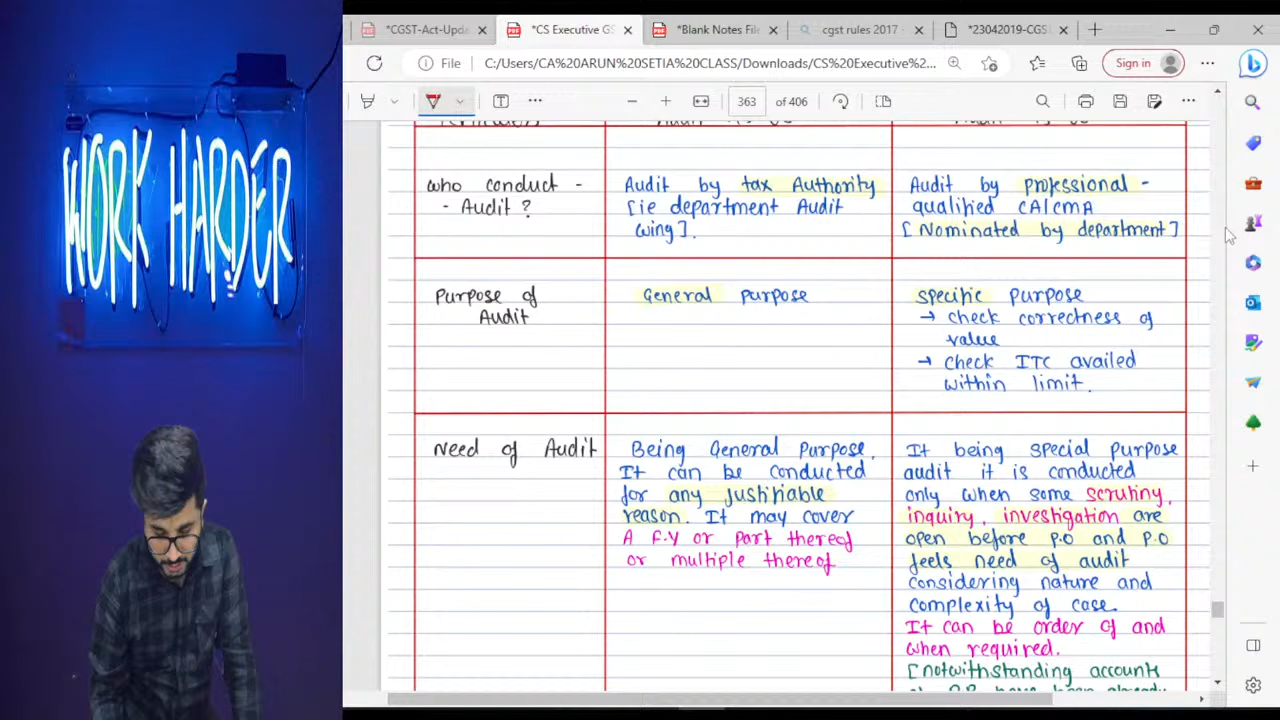 WORK HARDER
*CGST-Act-Upda
*CS Executive GS
*Blank Notes File
cgst rules 2017 -
*23042019-CGS
File
C:/Users/CA%20ARUN%20SETIA%20CLASS/Downloads/CS%20Executive%...
Sign in
363 of 406
who conduct -
- Audit ?
Audit by tax Authority
[ie department Audit
wing].
Audit by professional -
qualified CA/CMA
[Nominated by department]
Purpose of
Audit
General purpose
specific purpose
→ check correctness of
value
→ check ITC availed
within limit.
Need of Audit
Being General Purpose,
It can be conducted
for any justifiable
reason. It may cover
A F.Y or part thereof
or multiple thereof
It being special purpose
audit it is conducted
only when some scrutiny,
inquiry, investigation are
open before P.O and P.O
feels need of audit
considering nature and
complexity of case.
It can be order of and
when required.
[notwithstanding accounts